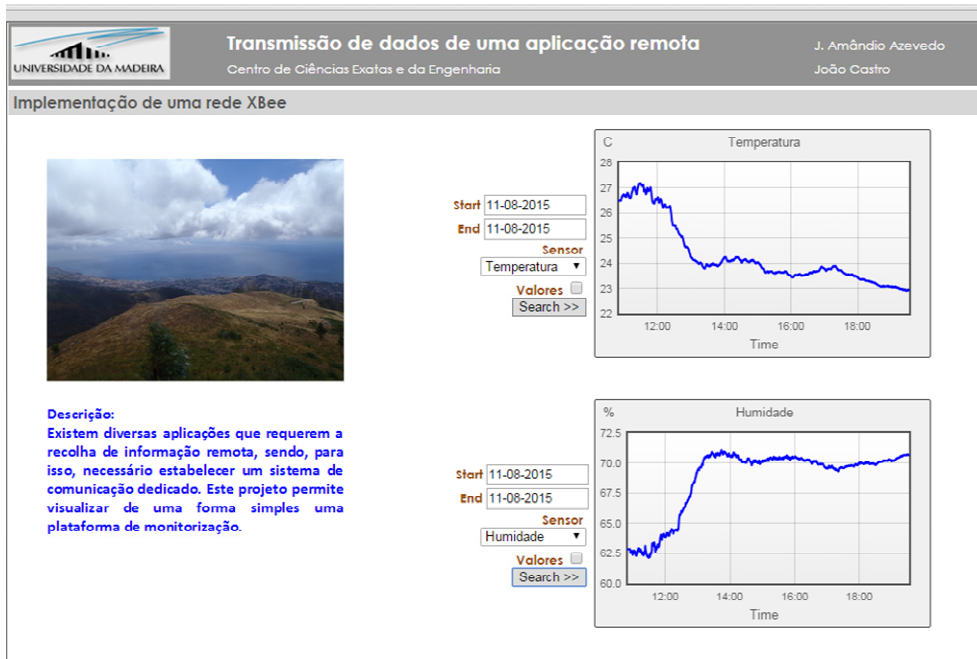 UNIVERSIDADE DA MADEIRA
Transmissão de dados de uma aplicação remota
Centro de Ciências Exatas e da Engenharia
J. Amândio Azevedo
João Castro
Implementação de uma rede XBee
Descrição:
Existem diversas aplicações que requerem a
recolha de informação remota, sendo, para
isso, necessário estabelecer um sistema de
comunicação dedicado. Este projeto permite
visualizar de uma forma simples uma
plataforma de monitorização.
Start 11-08-2015
End 11-08-2015
Sensor
Temperatura
Valores
Search >>
C Temperatura
28
27
26
25
24
23
22
12:00 14:00 16:00 18:00
Time
Start 11-08-2015
End 11-08-2015
Sensor
Humidade
Valores
Search >>
% Humidade
72.5
70.0
67.5
65.0
62.5
60.0
12:00 14:00 16:00 18:00
Time